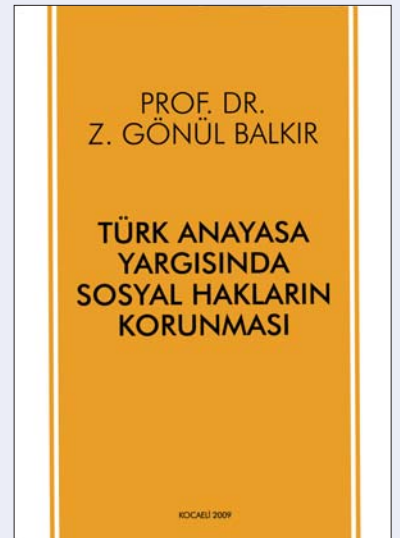 PROF. DR.
Z. GÖNÜL BALKIR
TÜRK ANAYASA
YARGISINDA
SOSYAL HAKLARIN
KORUNMASI
KOCAELİ 2009